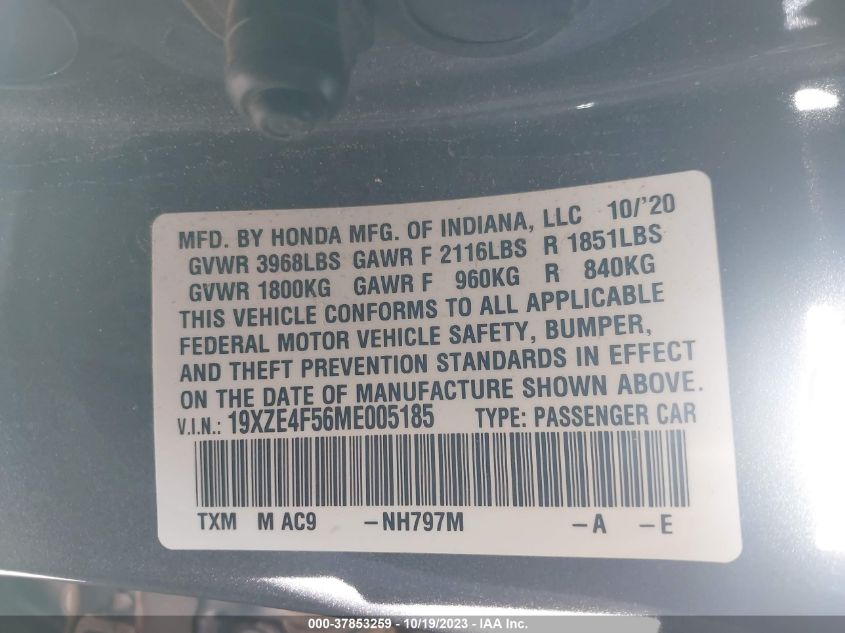 MFD. BY HONDA MFG. OF INDIANA, LLC 10/'20
GVWR 3968LBS GAWR F 2116LBS R 1851LBS
GVWR 1800KG GAWR F 960KG R 840KG
THIS VEHICLE CONFORMS TO ALL APPLICABLE
FEDERAL MOTOR VEHICLE SAFETY, BUMPER,
AND THEFT PREVENTION STANDARDS IN EFFECT
ON THE DATE OF MANUFACTURE SHOWN ABOVE.
V.I.N.: 19XZE4F56ME005185 TYPE: PASSENGER CAR
TXM M AC9 -NH797M -A -E
000-37853259 - 10/19/2023 - IAA Inc.